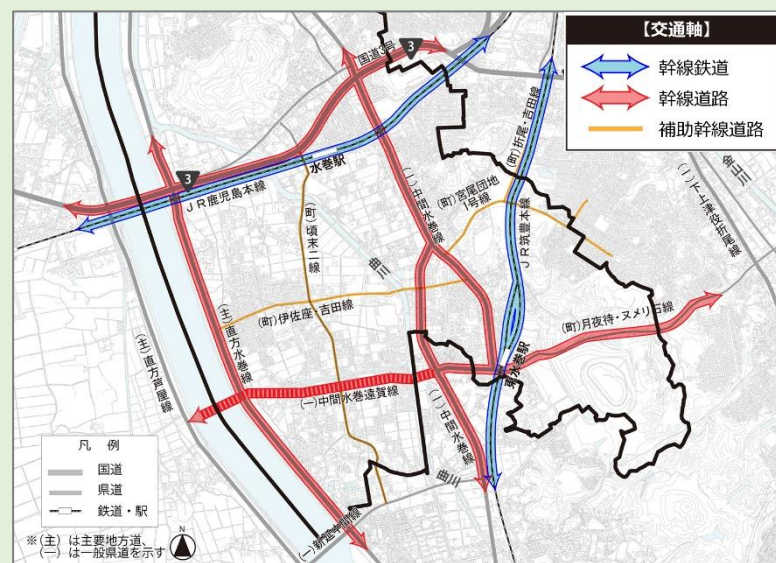 【交通軸】
幹線鉄道
幹線道路
補助幹線道路
国道3号
3
3
水巻駅
JR鹿児島本線
(一)中間水巻線
(町)折尾・吉田線
(町)宮尾団地
1号線
JR筑豊本線
(一)下上津役折尾線
金山川
(町)頃末二線
曲川
(町)伊佐座・吉田線
(主)直方水巻線
(主)直方芦屋線
(町)月夜待・ヌメリ石線
東水巻駅
(一)中間水巻遠賀線
(一)中間水巻線
曲川
(一)新延中間線
凡 例
国道
県道
鉄道・駅
※(主)は主要地方道、
(一)は一般県道を示す
N